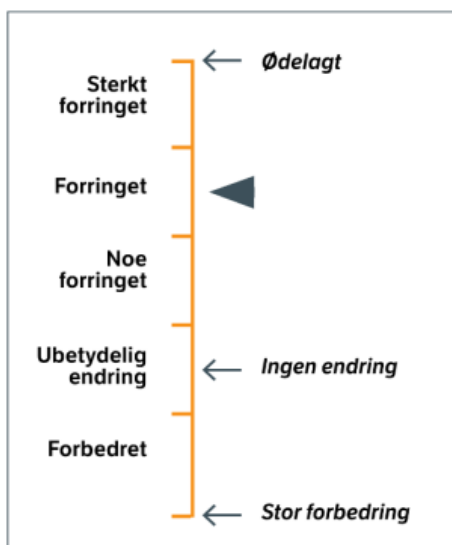 Ødelagt
Sterkt
forringet
Forringet
Noe
forringet
Ubetydelig
endring
Ingen endring
Forbedret
Stor forbedring